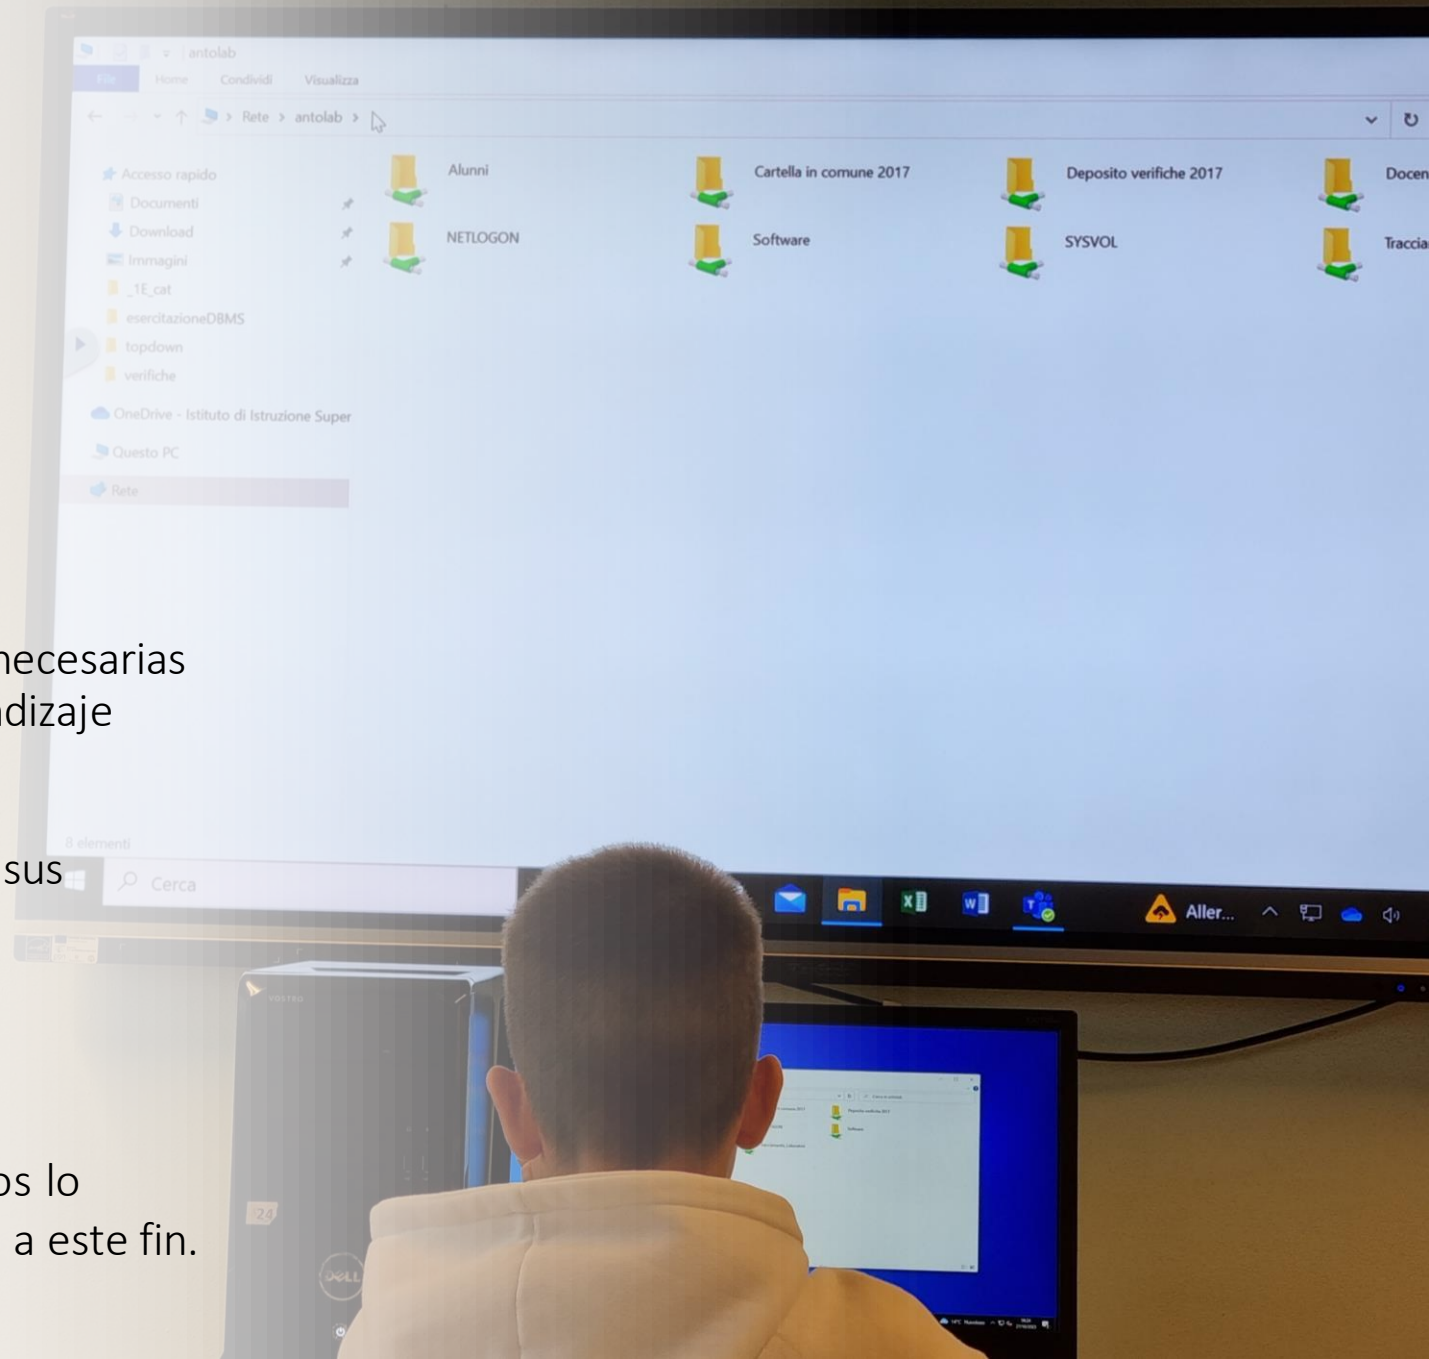 antolab
File Home Condividi Visualizza
Rete > antolab >
Accesso rapido
Documenti
Download
Immagini
_1E_cat
esercitazioneDBMS
topdown
verifiche
OneDrive - Istituto di Istruzione Super
Questo PC
Rete
Alunni
Cartella in comune 2017
Deposito verifiche 2017
Docen
NETLOGON
Software
SYSVOL
Traccia
necesarias
dizaje
8 elementi
sus
Cerca
Aller...
VOSTRO
os lo
a este fin.
24
DELL